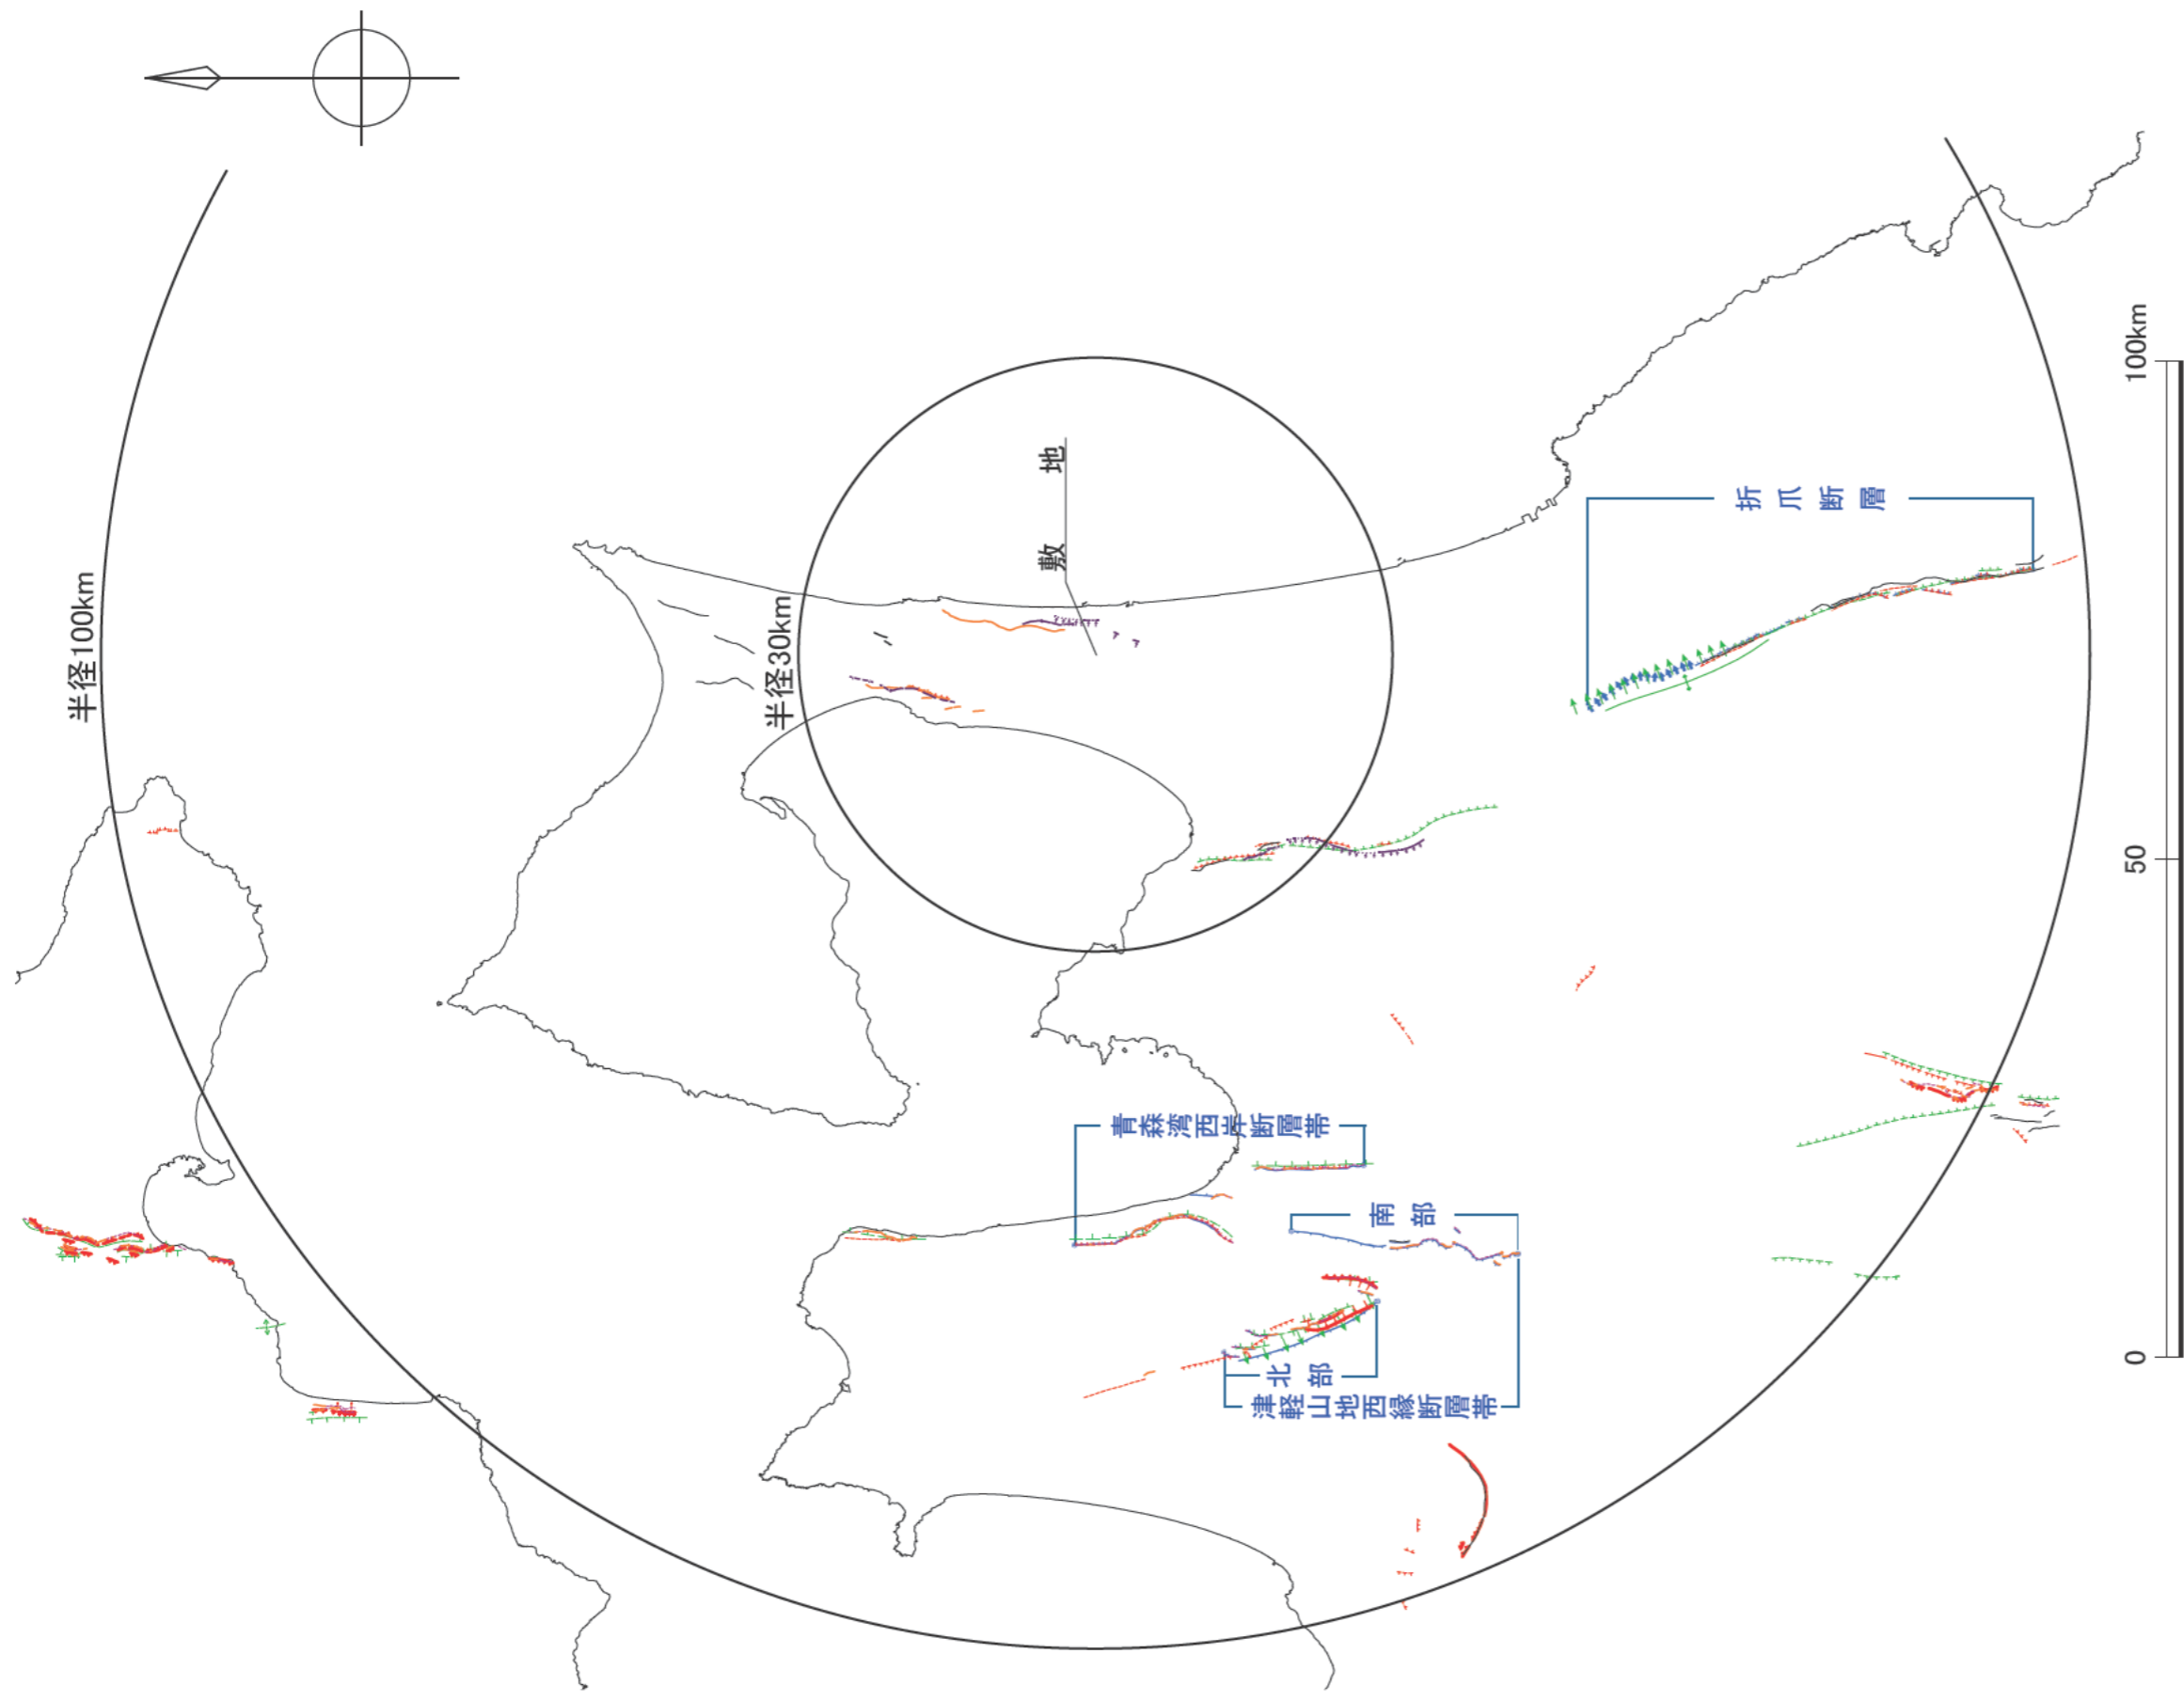 半径100km
半径30km
敷地
折爪断層
青森湾西岸断層帯
南部
北部
津軽山地西縁断層帯
0 50 100km